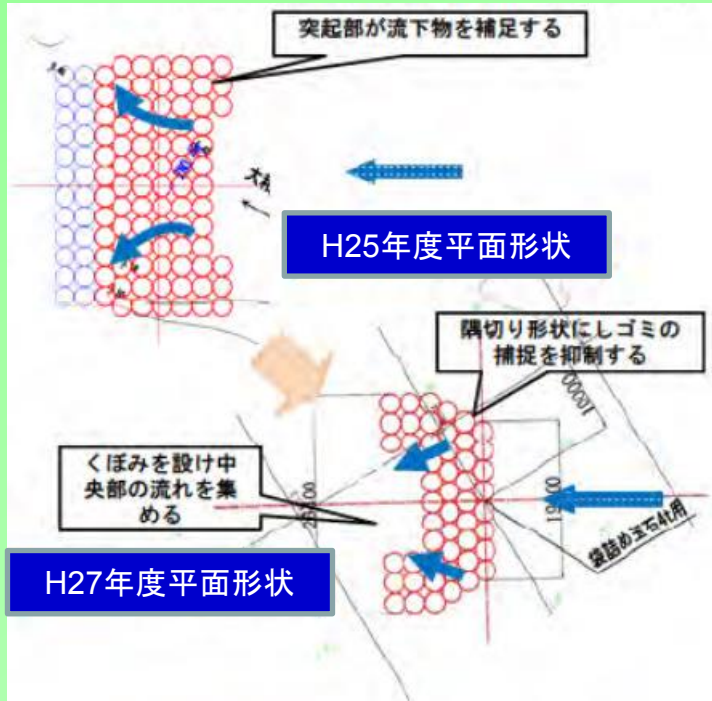 突起部が流下物を補足する
H25年度平面形状
隅切り形状にしゴミの
捕捉を抑制する
10000
くぼみを設け中
央部の流れを集
める
袋詰め玉石4t用
H27年度平面形状